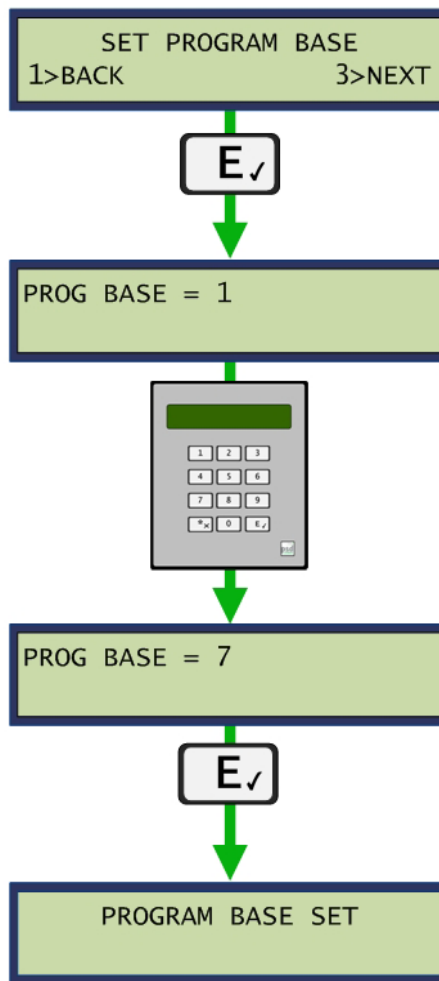 SET PROGRAM BASE
1>BACK 3>NEXT
E✓
PROG BASE = 1
1 2 3
4 5 6
7 8 9
*× 0 E✓
PROG BASE = 7
E✓
PROGRAM BASE SET